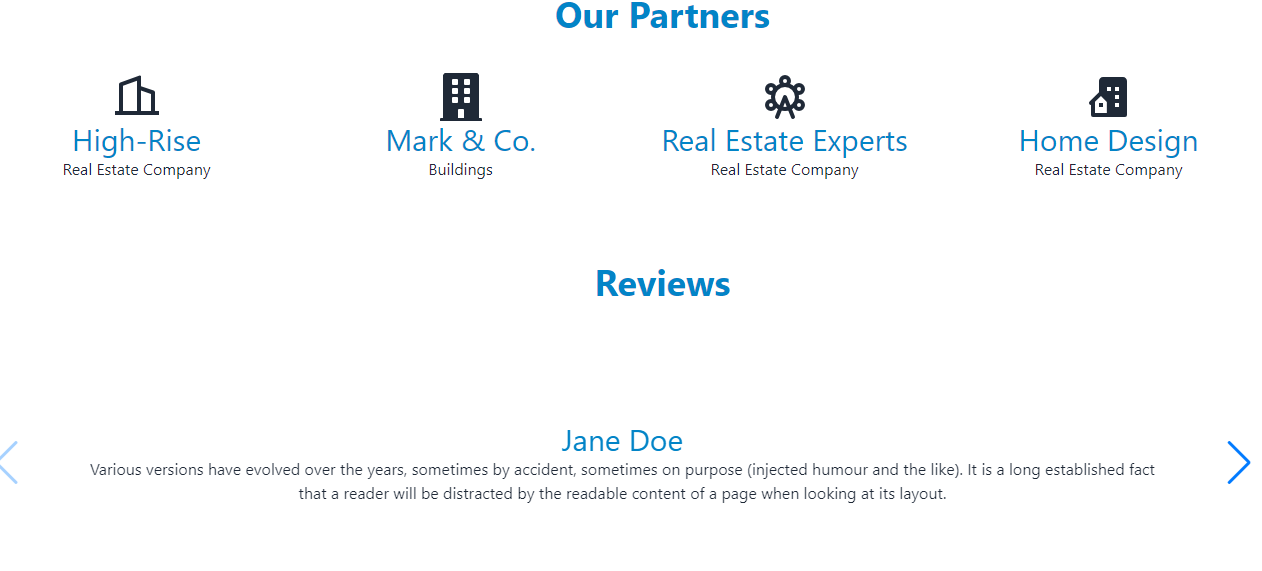 Our Partners
High-Rise
Real Estate Company
Mark & Co.
Buildings
Real Estate Experts
Real Estate Company
Home Design
Real Estate Company
Reviews
Jane Doe
Various versions have evolved over the years, sometimes by accident, sometimes on purpose (injected humour and the like). It is a long established fact
that a reader will be distracted by the readable content of a page when looking at its layout.